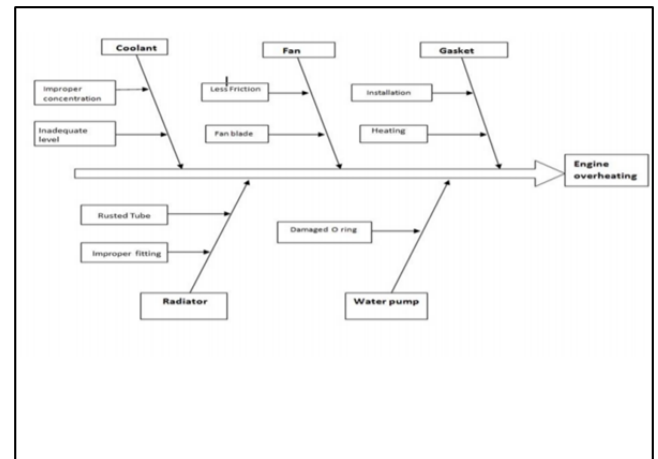 Coolant
Fan
Gasket
Improper
concentration
Less Friction
Installation
Inadequate
level
Fan blade
Heating
Engine
overheating
Rusted Tube
Damaged O ring
Improper fitting
Radiator
Water pump